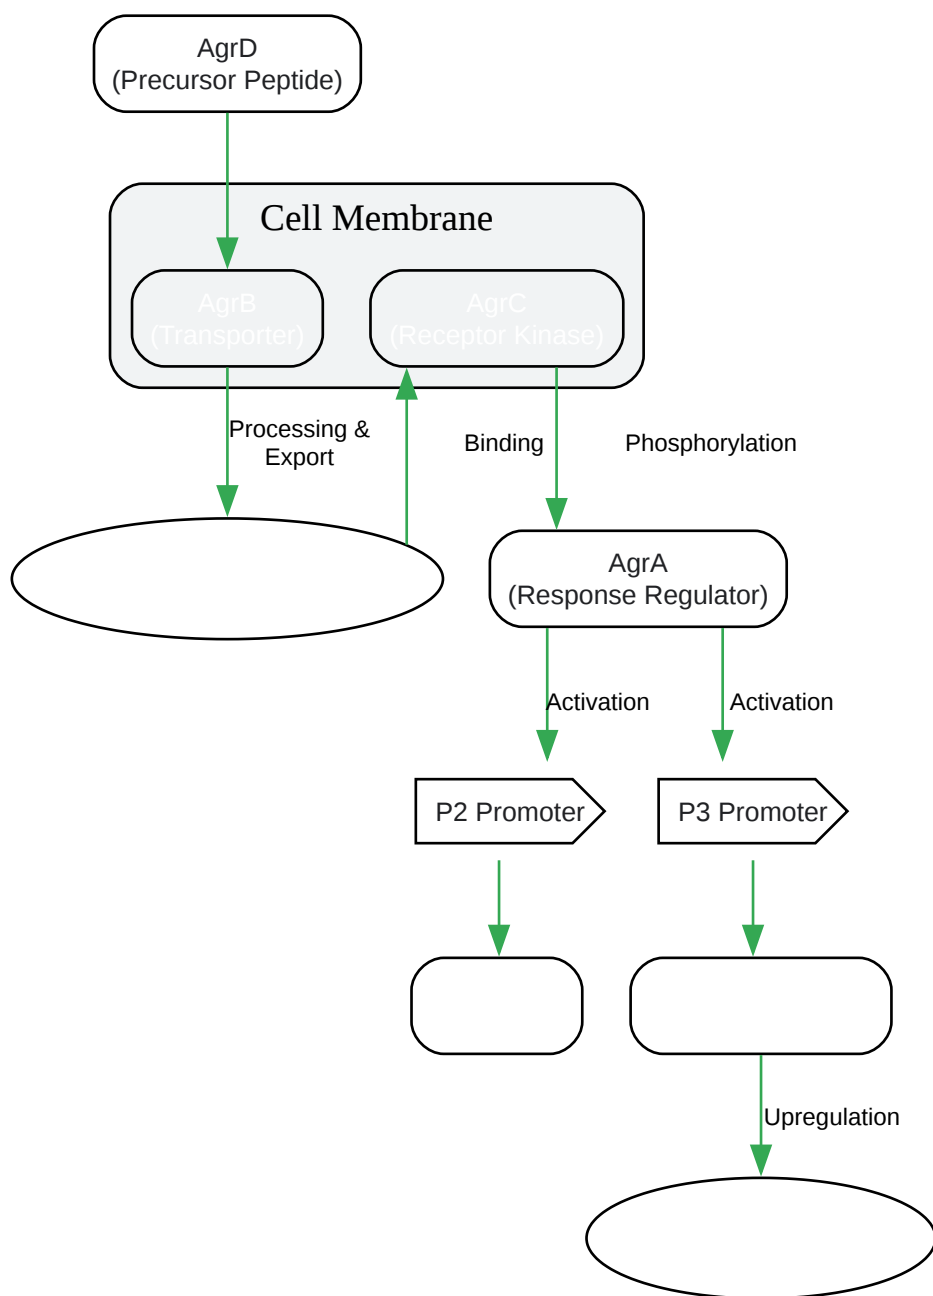 AgrD
(Precursor Peptide)
Cell Membrane
AgrB
(Transporter)
AgrC
(Receptor Kinase)
Processing &
Export
Binding
Phosphorylation
AgrA
(Response Regulator)
Activation
Activation
P2 Promoter
P3 Promoter
Upregulation